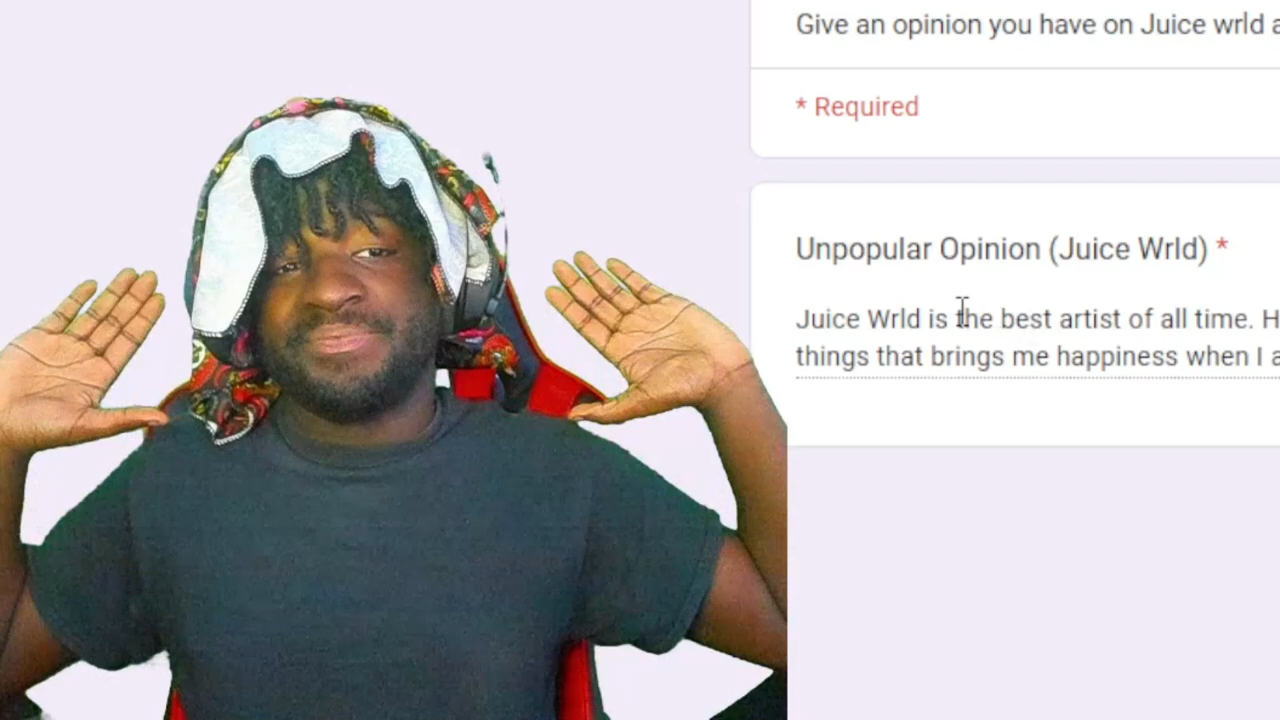 Give an opinion you have on Juice wrld
* Required
Unpopular Opinion (Juice Wrld) *
Juice Wrld is the best artist of all time. H
things that brings me happiness when I a